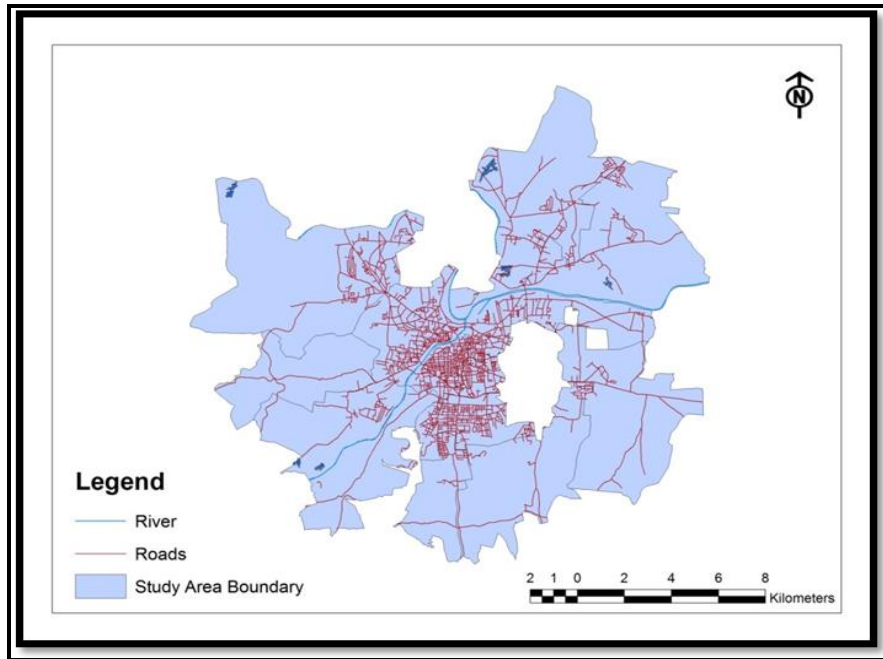 N
Legend
River
Roads
Study Area Boundary
2 1 0 2 4 6 8
Kilometers